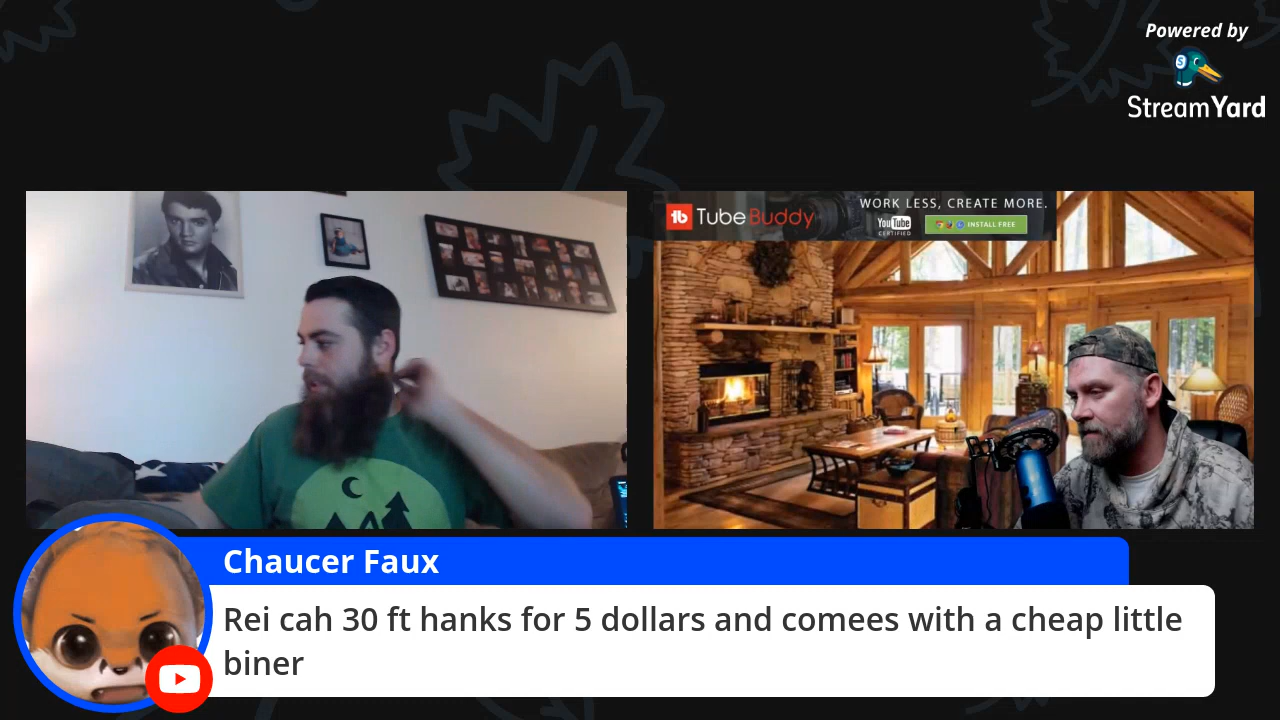 Powered by
StreamYard
TubeBuddy
WORK LESS, CREATE MORE.
YouTube
CERTIFIED
INSTALL FREE
Chaucer Faux
Rei cah 30 ft hanks for 5 dollars and comees with a cheap little
biner